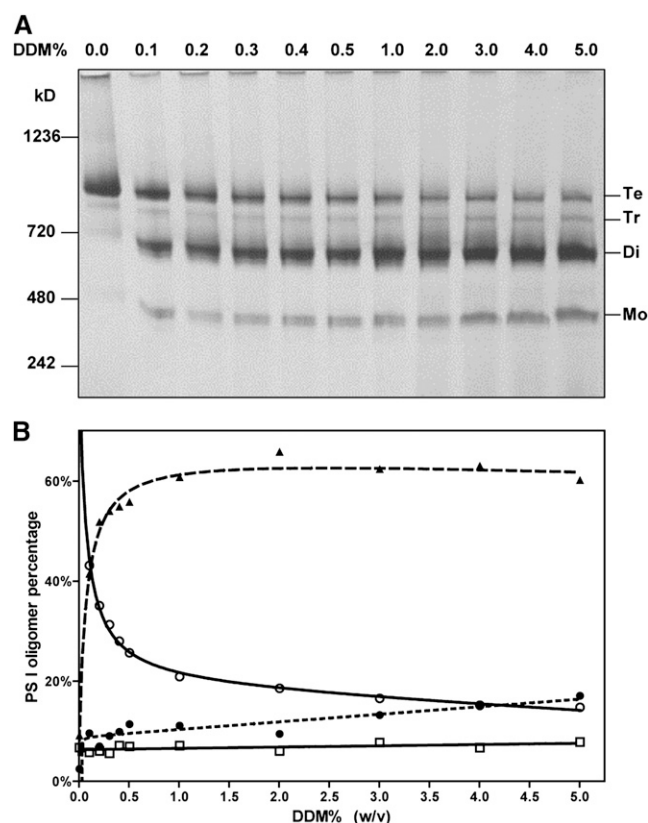 A
DDM% 0.0 0.1 0.2 0.3 0.4 0.5 1.0 2.0 3.0 4.0 5.0
kD
1236
720
480
242
Te
Tr
Di
Mo
B
PS I oligomer percentage
60%
40%
20%
0%
0.0 0.5 1.0 1.5 2.0 2.5 3.0 3.5 4.0 4.5 5.0
DDM% (w/v)